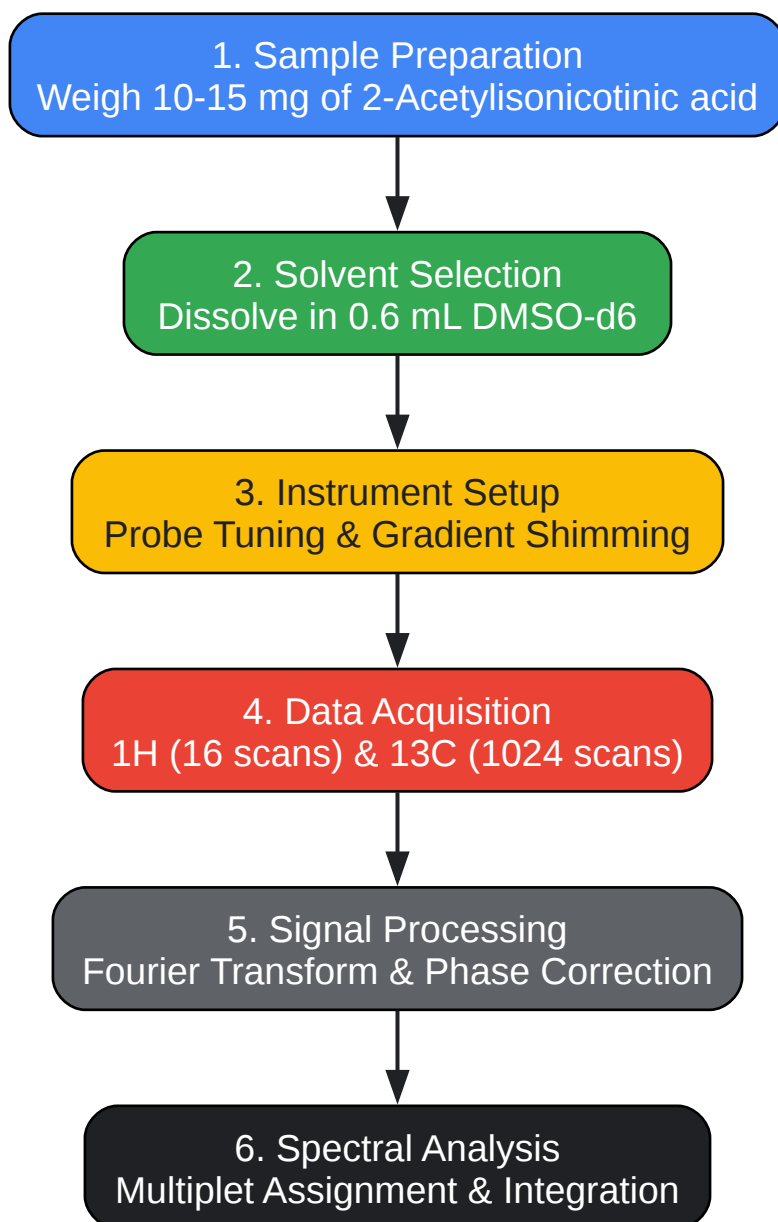 1. Sample Preparation
Weigh 10-15 mg of 2-Acetylisonicotinic acid
2. Solvent Selection
Dissolve in 0.6 mL DMSO-d6
3. Instrument Setup
Probe Tuning & Gradient Shimming
4. Data Acquisition
1H (16 scans) & 13C (1024 scans)
5. Signal Processing
Fourier Transform & Phase Correction
6. Spectral Analysis
Multiplet Assignment & Integration